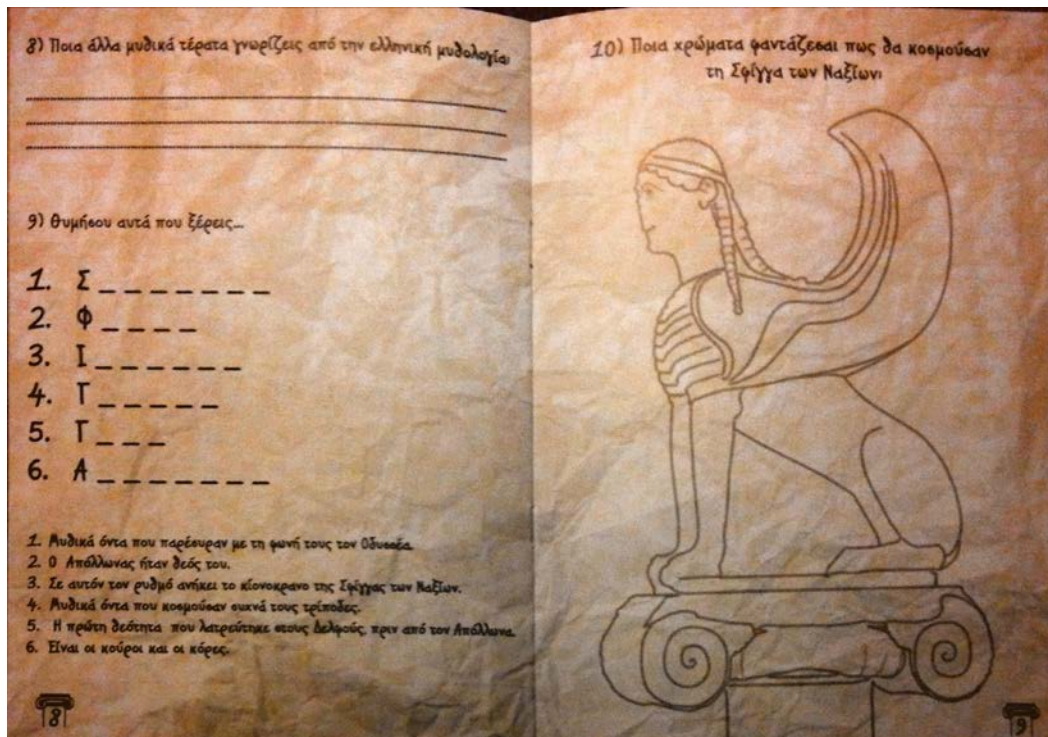 8) Ποια άλλα μυθικά τέρατα γνωρίζεις από την ελληνική μυθολογία;
9) Θυμήσου αυτά που ξέρεις...
1. Σ _ _ _ _ _ _ _
2. Φ _ _ _ _
3. Ι _ _ _ _ _ _
4. Γ _ _ _ _ _
5. Γ _ _ _
6. Α _ _ _ _ _ _ _
1. Μυθικά όντα που παρέσυραν με τη φωνή τους τον Οδυσσέα.
2. Ο Απόλλωνας ήταν θεός του.
3. Σε αυτόν τον ρυθμό ανήκει το κιονοκρανο της Σφίγγας των Ναξίων.
4. Μυθικά όντα που κοσμούσαν συχνά τους τρίποδες.
5. Η πρώτη θεότητα που λατρεύτηκε στους Δελφούς, πριν από τον Απόλλωνα.
6. Είναι οι κούροι και οι κόρες.
8
10) Ποια χρώματα φαντάζεσαι πως θα κοσμούσαν
τη Σφίγγα των Ναξίων;
9